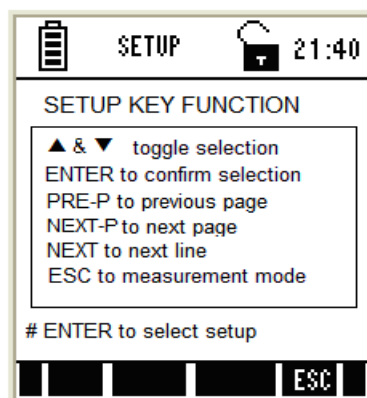 SETUP T 21:40
SETUP KEY FUNCTION
▲ & ▼ toggle selection
ENTER to confirm selection
PRE-P to previous page
NEXT-P to next page
NEXT to next line
ESC to measurement mode
# ENTER to select setup
ESC